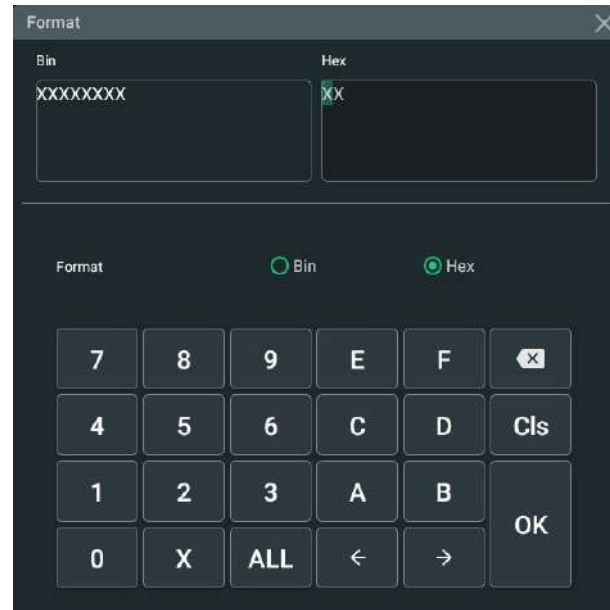 Format
Bin Hex
XXXXXXXX XX
Format Bin Hex
7 8 9 E F
4 5 6 C D Cls
1 2 3 A B
OK
0 X ALL ← →